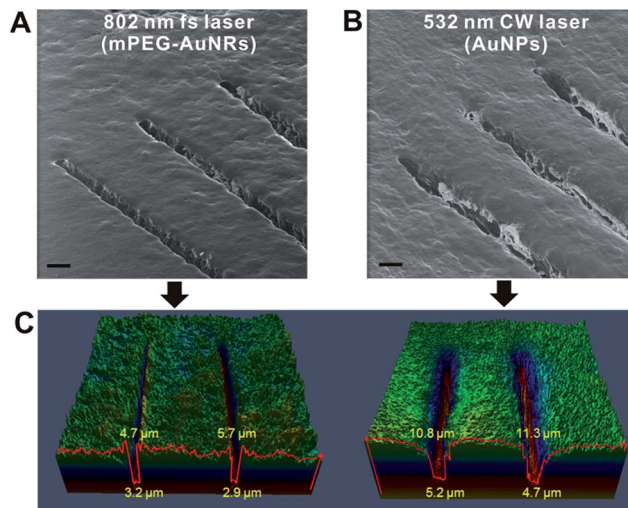 A
802 nm fs laser
(mPEG-AuNRs)
B
532 nm CW laser
(AuNPs)
C
4.7 μm
5.7 μm
3.2 μm
2.9 μm
10.8 μm
11.3 μm
5.2 μm
4.7 μm